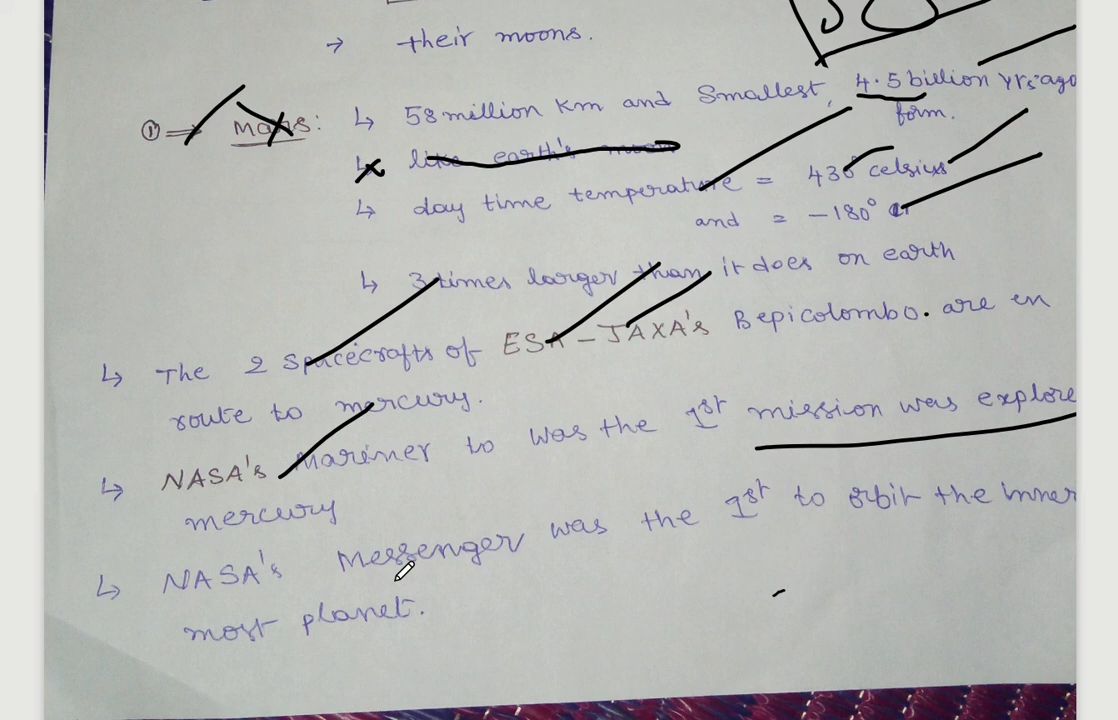 → their moons.
① ⇒ Mars: ↳ 58 million Km and Smallest, 4.5 billion yrs ago
form.
↳ like earth's moon
↳ day time temperature = 430° celsius
and = -180°
↳ 3 times larger than it does on earth
↳ The 2 Spacecrafts of ESA - JAXA's Bepicolombo. are en
route to mercury.
↳ NASA's Mariner to was the 1st mission was explore
mercury
↳ NASA's Messenger was the 1st to orbit the inner
most planet.